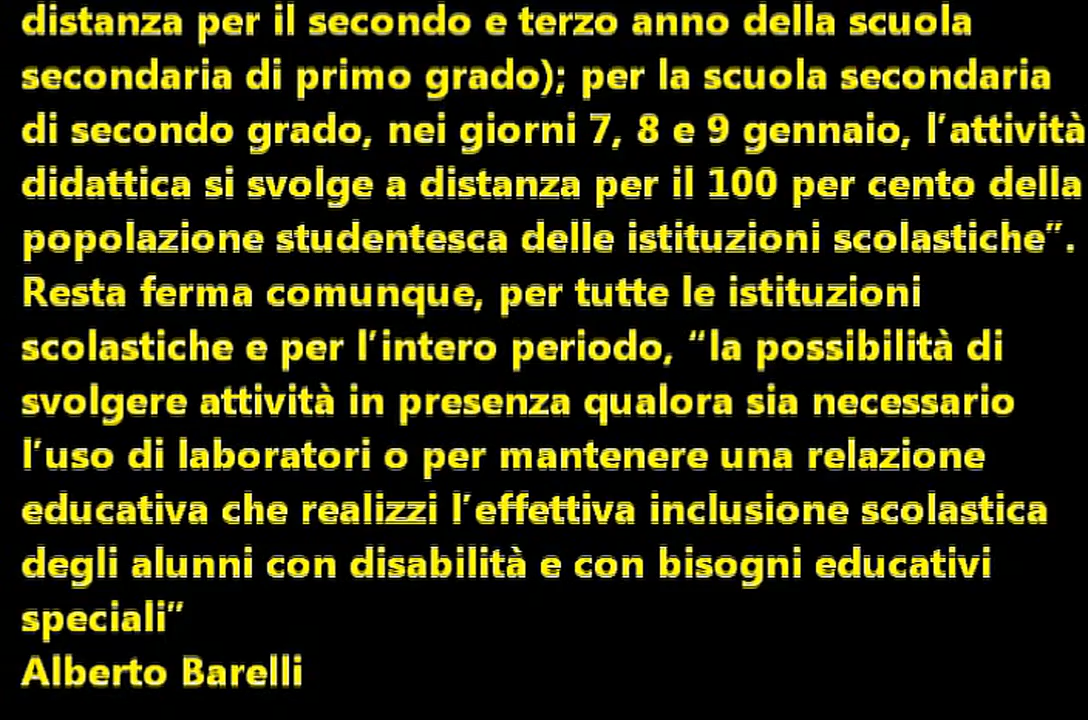 distanza per il secondo e terzo anno della scuola
secondaria di primo grado); per la scuola secondaria
di secondo grado, nei giorni 7, 8 e 9 gennaio, l’attività
didattica si svolge a distanza per il 100 per cento della
popolazione studentesca delle istituzioni scolastiche”.
Resta ferma comunque, per tutte le istituzioni
scolastiche e per l’intero periodo, “la possibilità di
svolgere attività in presenza qualora sia necessario
l’uso di laboratori o per mantenere una relazione
educativa che realizzi l’effettiva inclusione scolastica
degli alunni con disabilità e con bisogni educativi
speciali”
Alberto Barelli